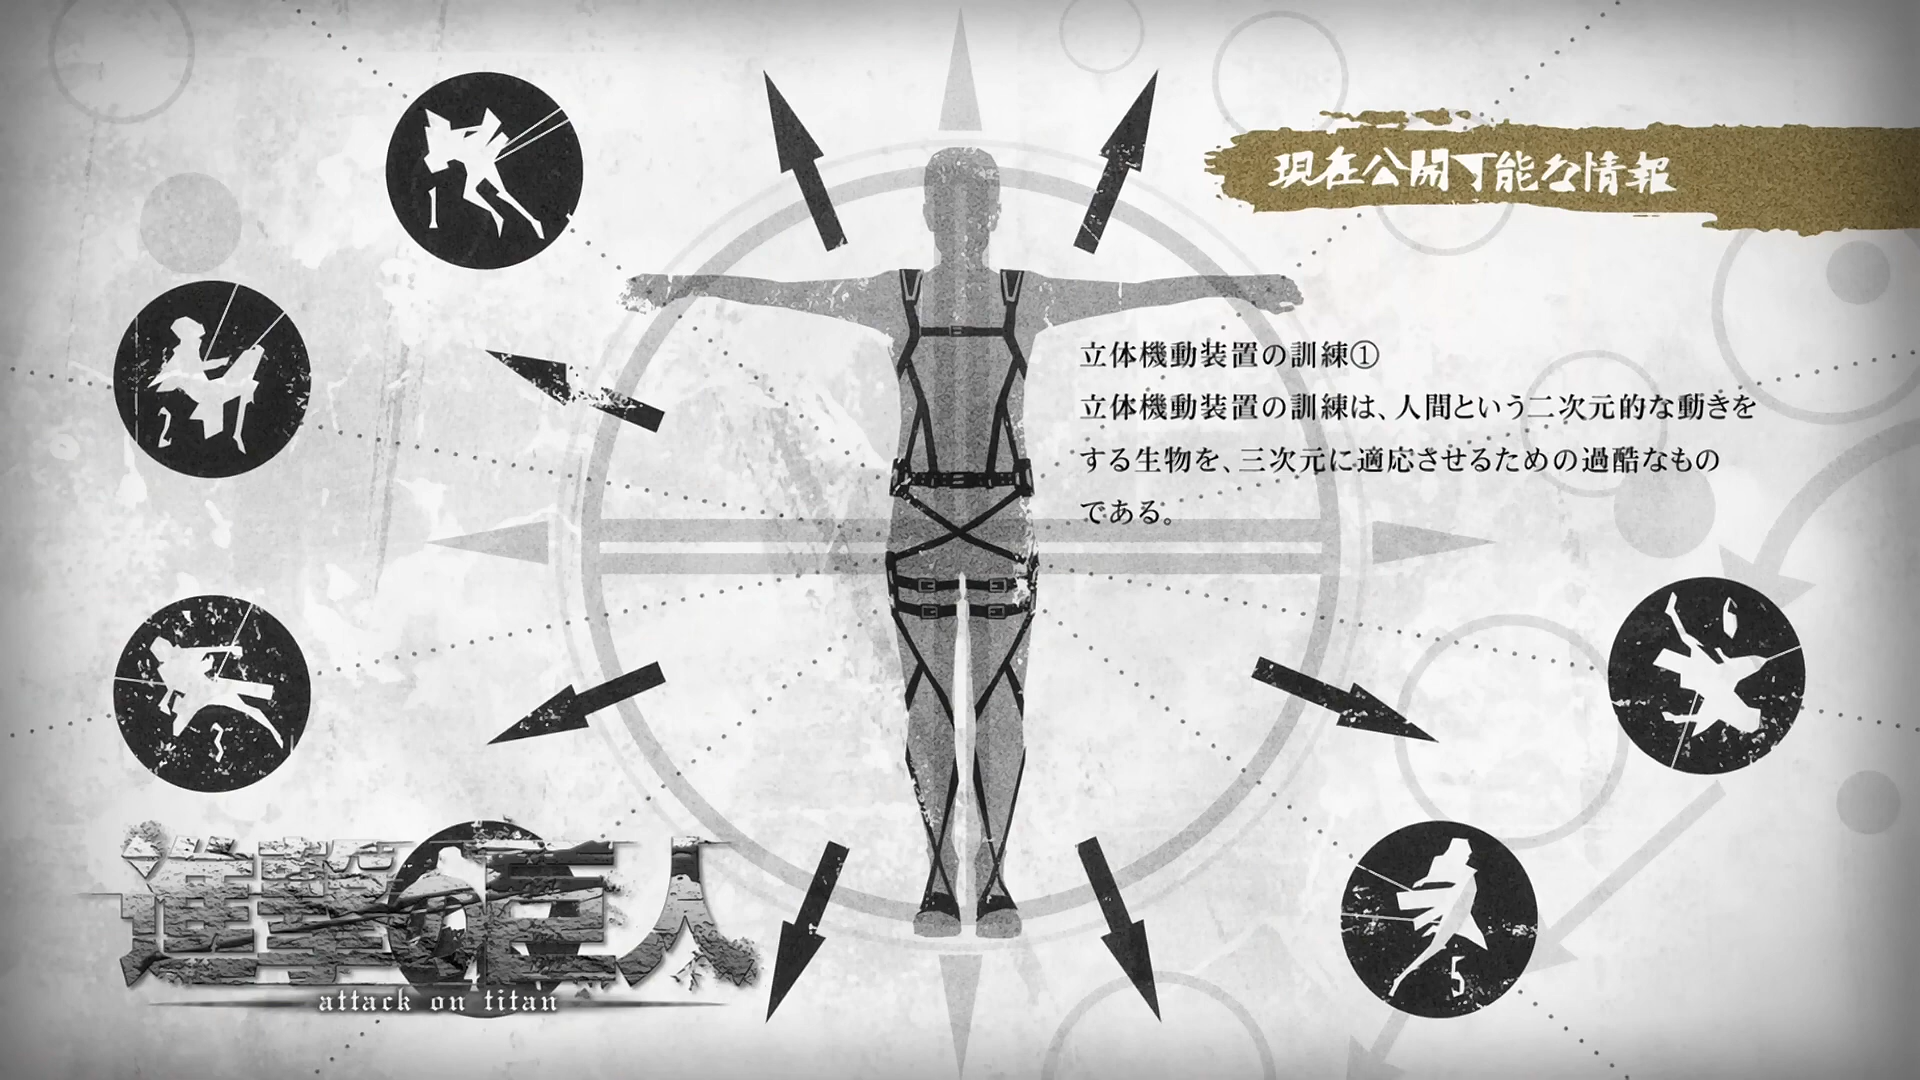 現在公開可能な情報
立体機動装置の訓練①
立体機動装置の訓練は、人間という二次元的な動きを
する生物を、三次元に適応させるための過酷なもの
である。
2
3
5
進撃の巨人
attack on titan